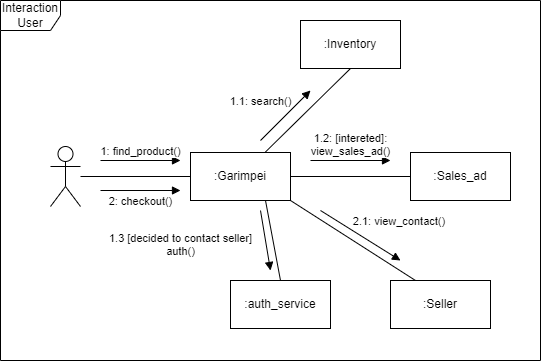 Interaction
User
:Inventory
1.1: search()
1: find_product()
1.2: [intereted]:
view_sales_ad()
:Garimpei
:Sales_ad
2: checkout()
2.1: view_contact()
1.3 [decided to contact seller]
auth()
:auth_service
:Seller